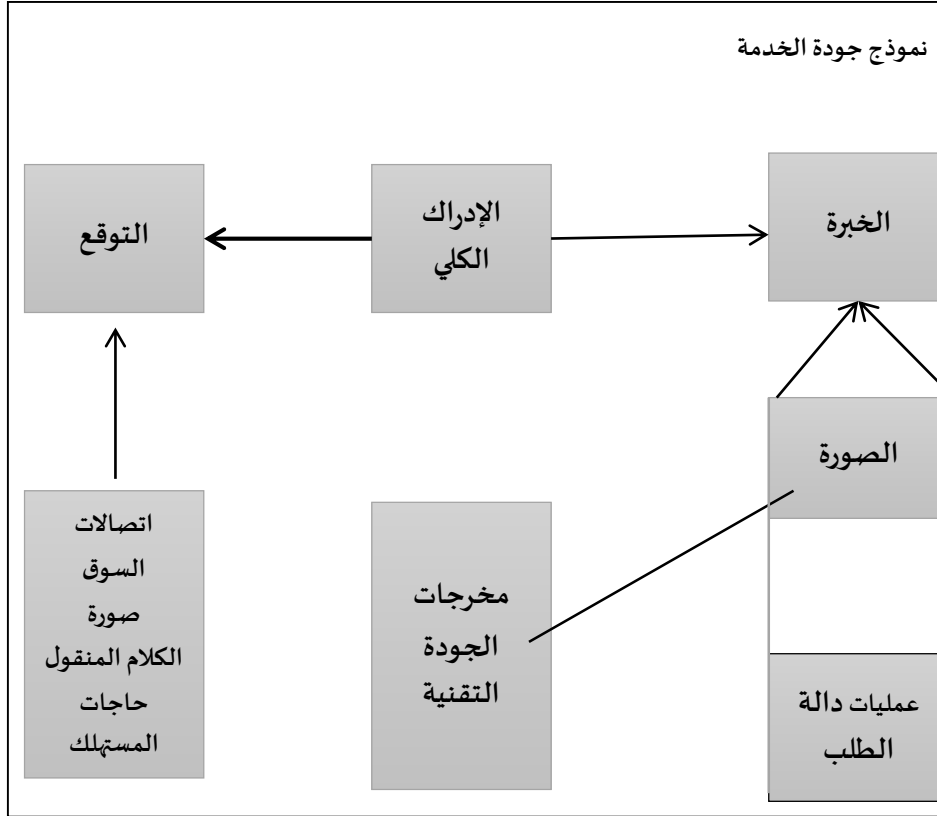 نموذج جودة الخدمة
الخبرة
الإدراك
الكلي
التوقع
الصورة
مخرجات
الجودة
التقنية
اتصالات
السوق
صورة
الكلام المنقول
حاجات
المستهلك
عمليات دالة
الطلب